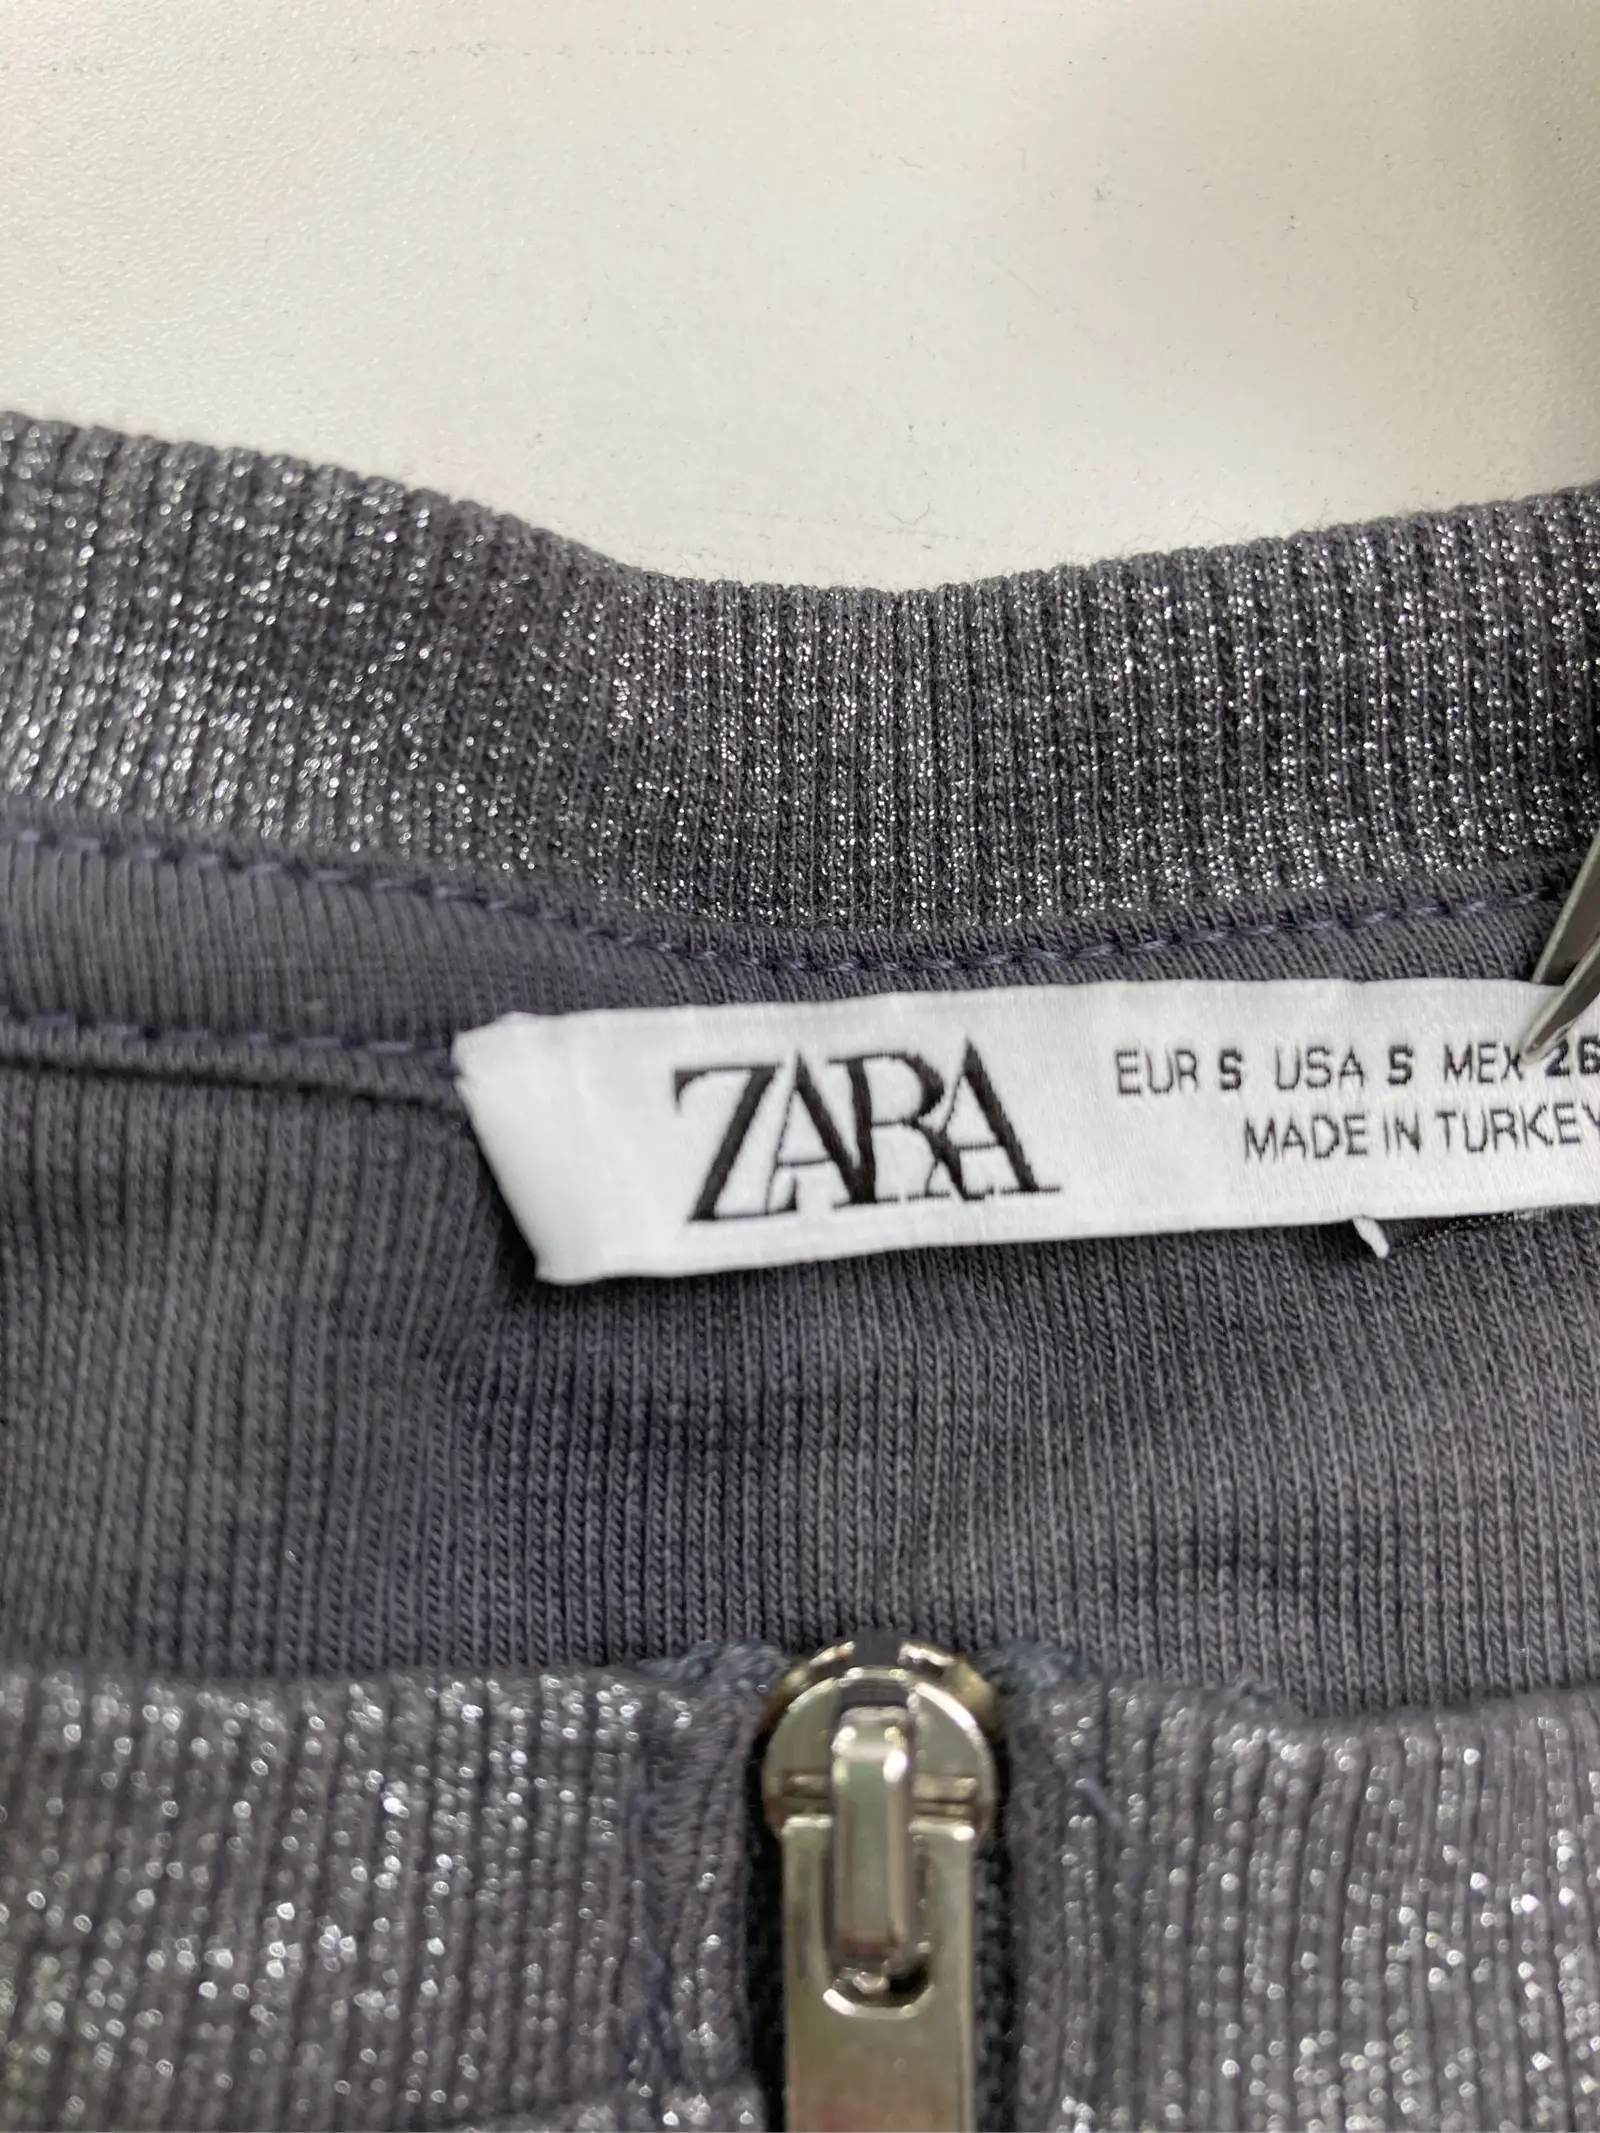 ZARA
EUR S USA S MEX 26
MADE IN TURKEY